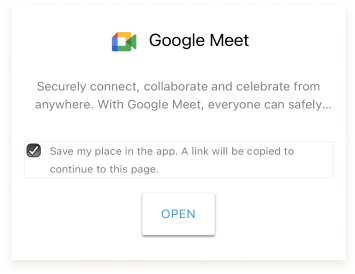 Google Meet
Securely connect, collaborate and celebrate from
anywhere. With Google Meet, everyone can safely...
Save my place in the app. A link will be copied to
continue to this page.
OPEN